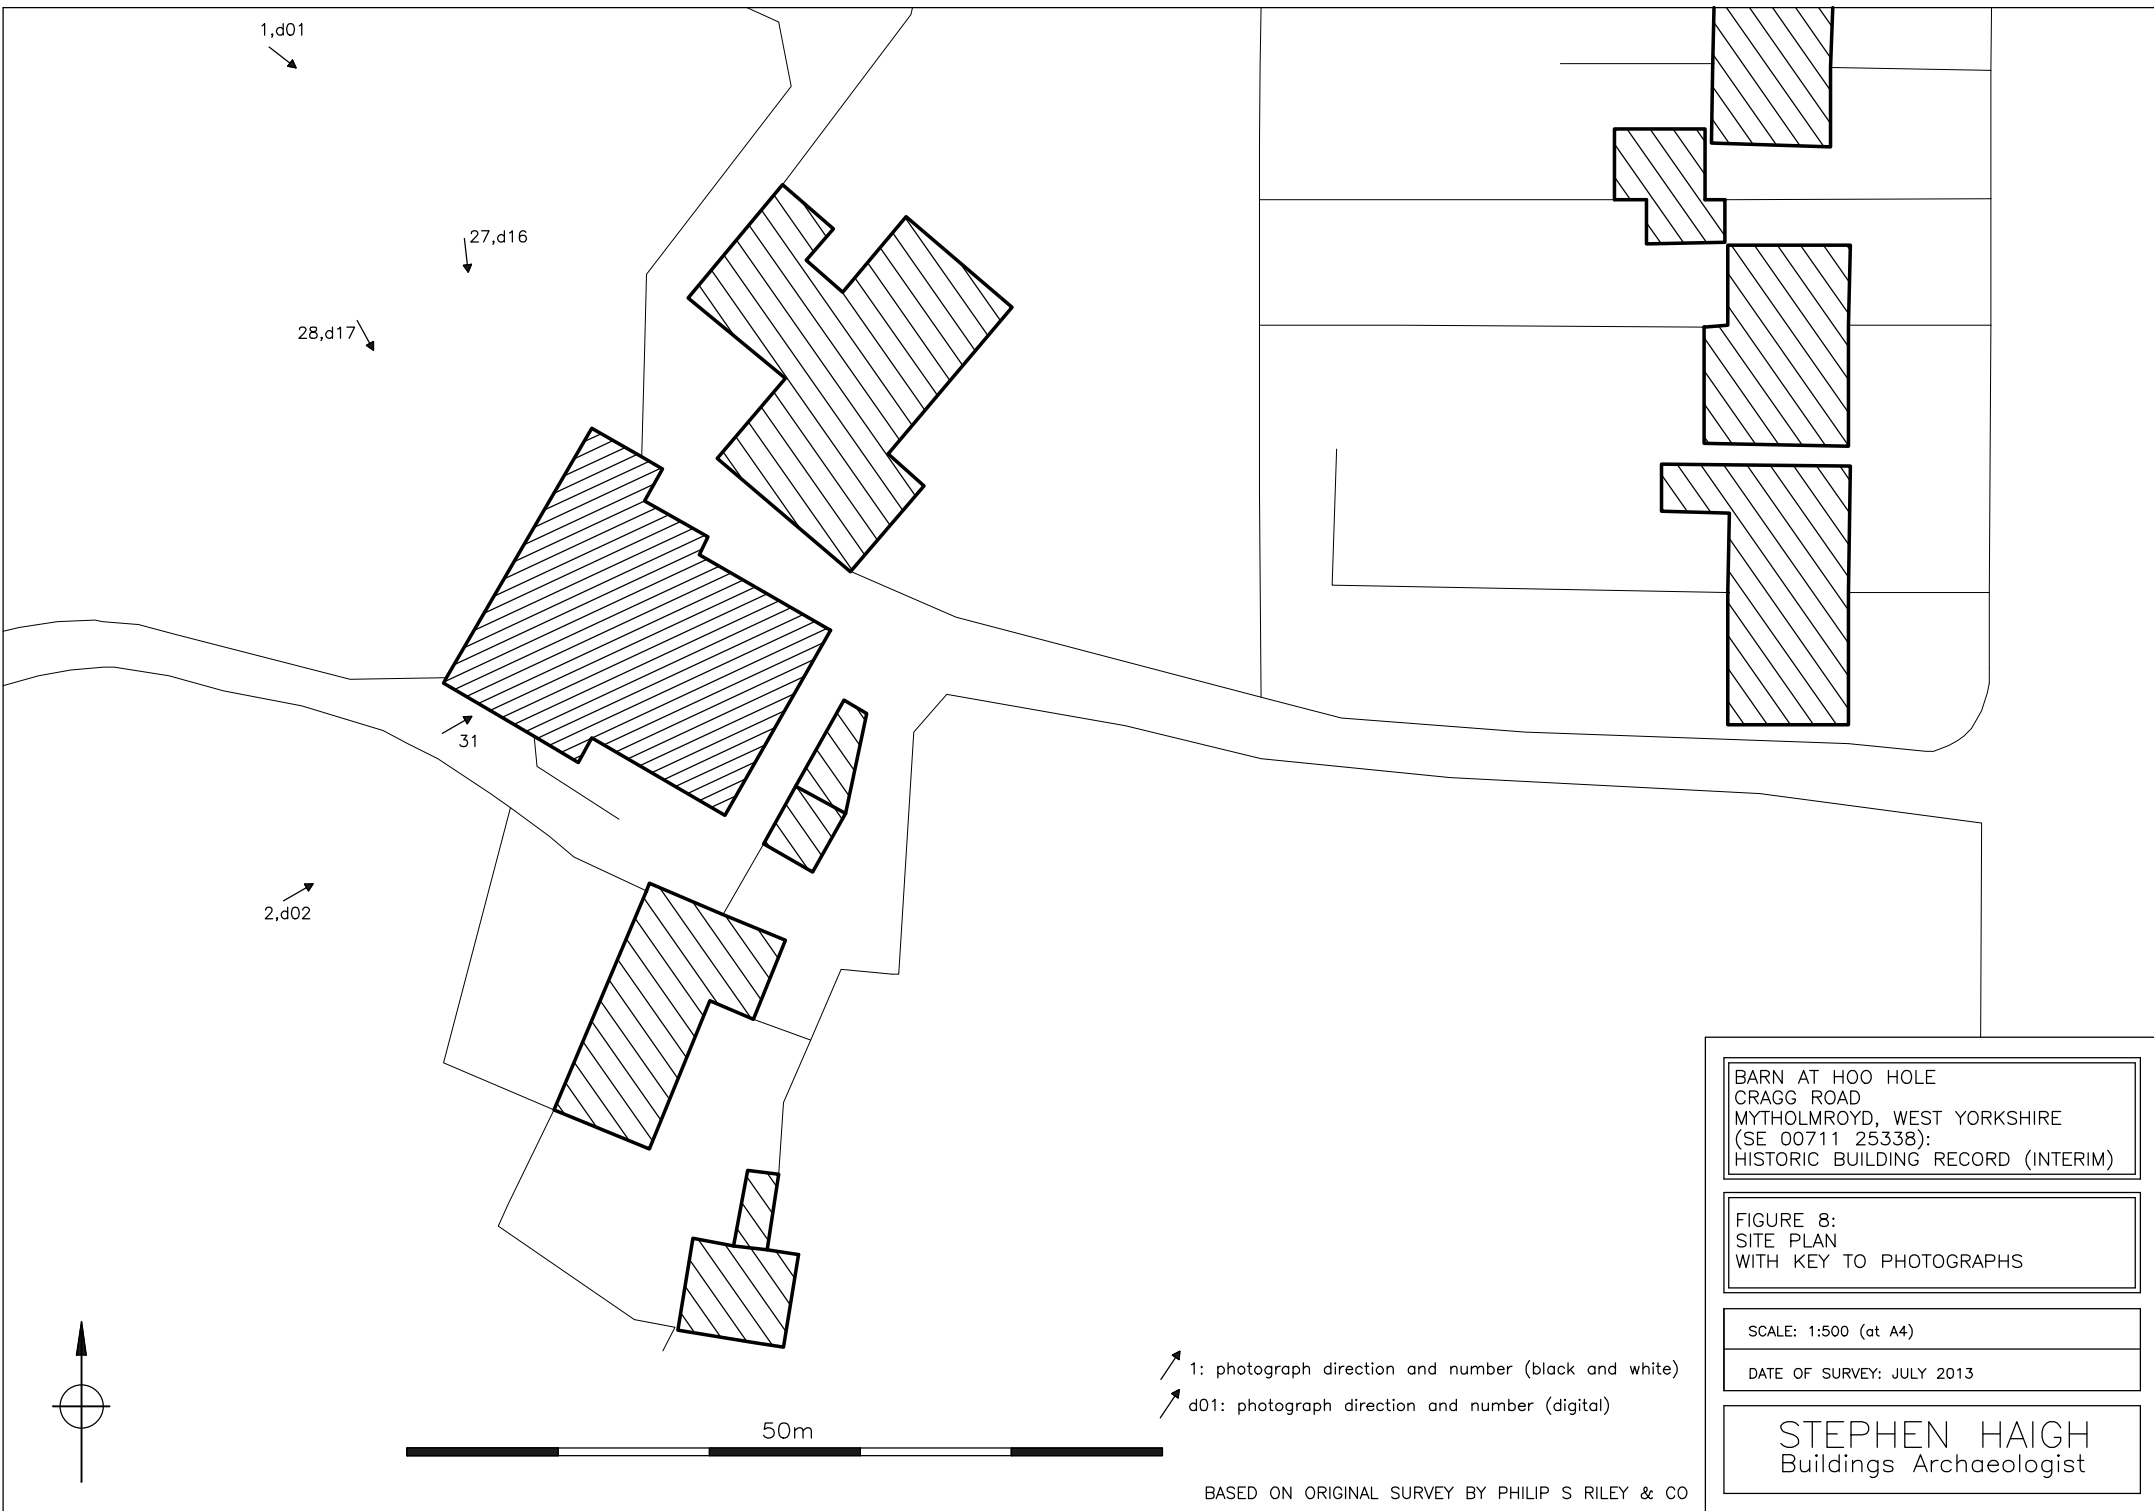 1,d01
27,d16
28,d17
31
2,d02
BARN AT HOO HOLE
CRAGG ROAD
MYTHOLMROYD, WEST YORKSHIRE
(SE 00711 25338):
HISTORIC BUILDING RECORD (INTERIM)
FIGURE 8:
SITE PLAN
WITH KEY TO PHOTOGRAPHS
SCALE: 1:500 (at A4)
DATE OF SURVEY: JULY 2013
STEPHEN HAIGH
Buildings Archaeologist
1: photograph direction and number (black and white)
d01: photograph direction and number (digital)
50m
BASED ON ORIGINAL SURVEY BY PHILIP S RILEY & CO